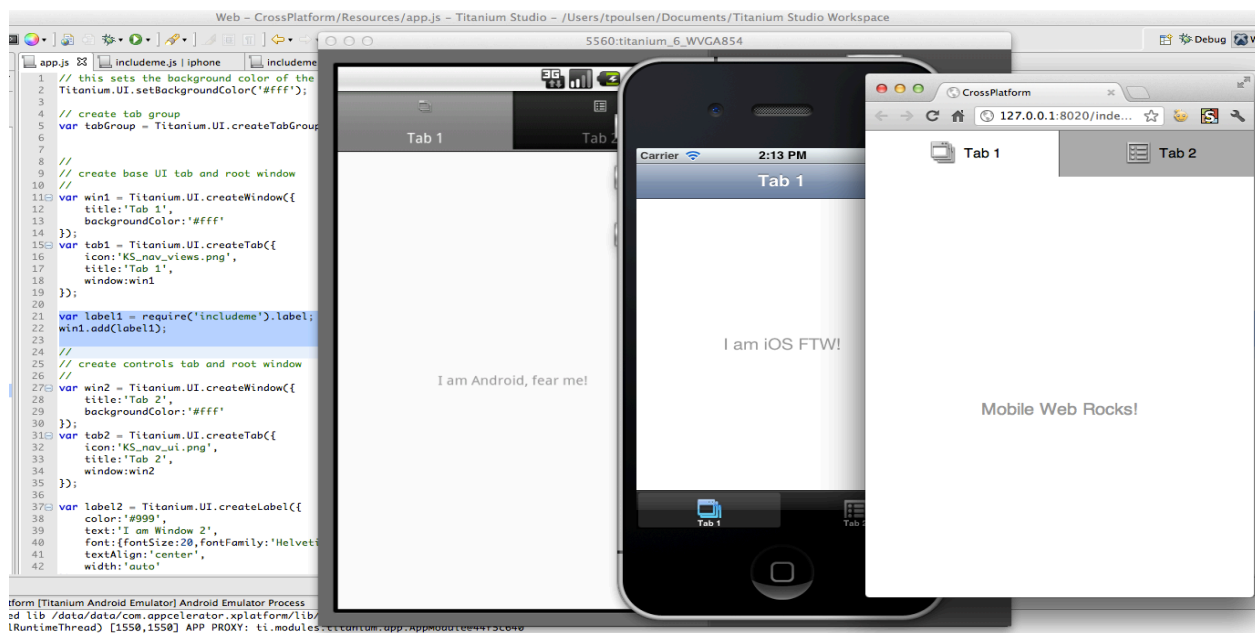 Web – CrossPlatform/Resources/app.js – Titanium Studio – /Users/tpoulsen/Documents/Titanium Studio Workspace
Debug
app.js
includeme.js | iphone
includeme
1 // this sets the background color of the
2 Titanium.UI.setBackgroundColor('#fff');
3
4 // create tab group
5 var tabGroup = Titanium.UI.createTabGroup
6
7
8 //
9 // create base UI tab and root window
10 //
11 var win1 = Titanium.UI.createWindow({
12 title:'Tab 1',
13 backgroundColor:'#fff'
14 });
15 var tab1 = Titanium.UI.createTab({
16 icon:'KS_nav_views.png',
17 title:'Tab 1',
18 window:win1
19 });
20
21 var label1 = require('includeme').label;
22 win1.add(label1);
23
24 //
25 // create controls tab and root window
26 //
27 var win2 = Titanium.UI.createWindow({
28 title:'Tab 2',
29 backgroundColor:'#fff'
30 });
31 var tab2 = Titanium.UI.createTab({
32 icon:'KS_nav_ui.png',
33 title:'Tab 2',
34 window:win2
35 });
36
37 var label2 = Titanium.UI.createLabel({
38 color:'#999',
39 text:'I am Window 2',
40 font:{fontSize:20,fontFamily:'Helveti
41 textAlign:'center',
42 width:'auto'
tform [Titanium Android Emulator] Android Emulator Process
ed lib /data/data/com.appcelerator.xplatform/lib/
lRuntimeThread) [1550,1550] APP PROXY:
5560:titanium_6_WVGA854
3G
Tab 1
Tab 2
I am Android, fear me!
Carrier
2:13 PM
Tab 1
I am iOS FTW!
Tab 1
Tab 2
CrossPlatform
127.0.0.1:8020/inde...
Tab 1
Tab 2
Mobile Web Rocks!